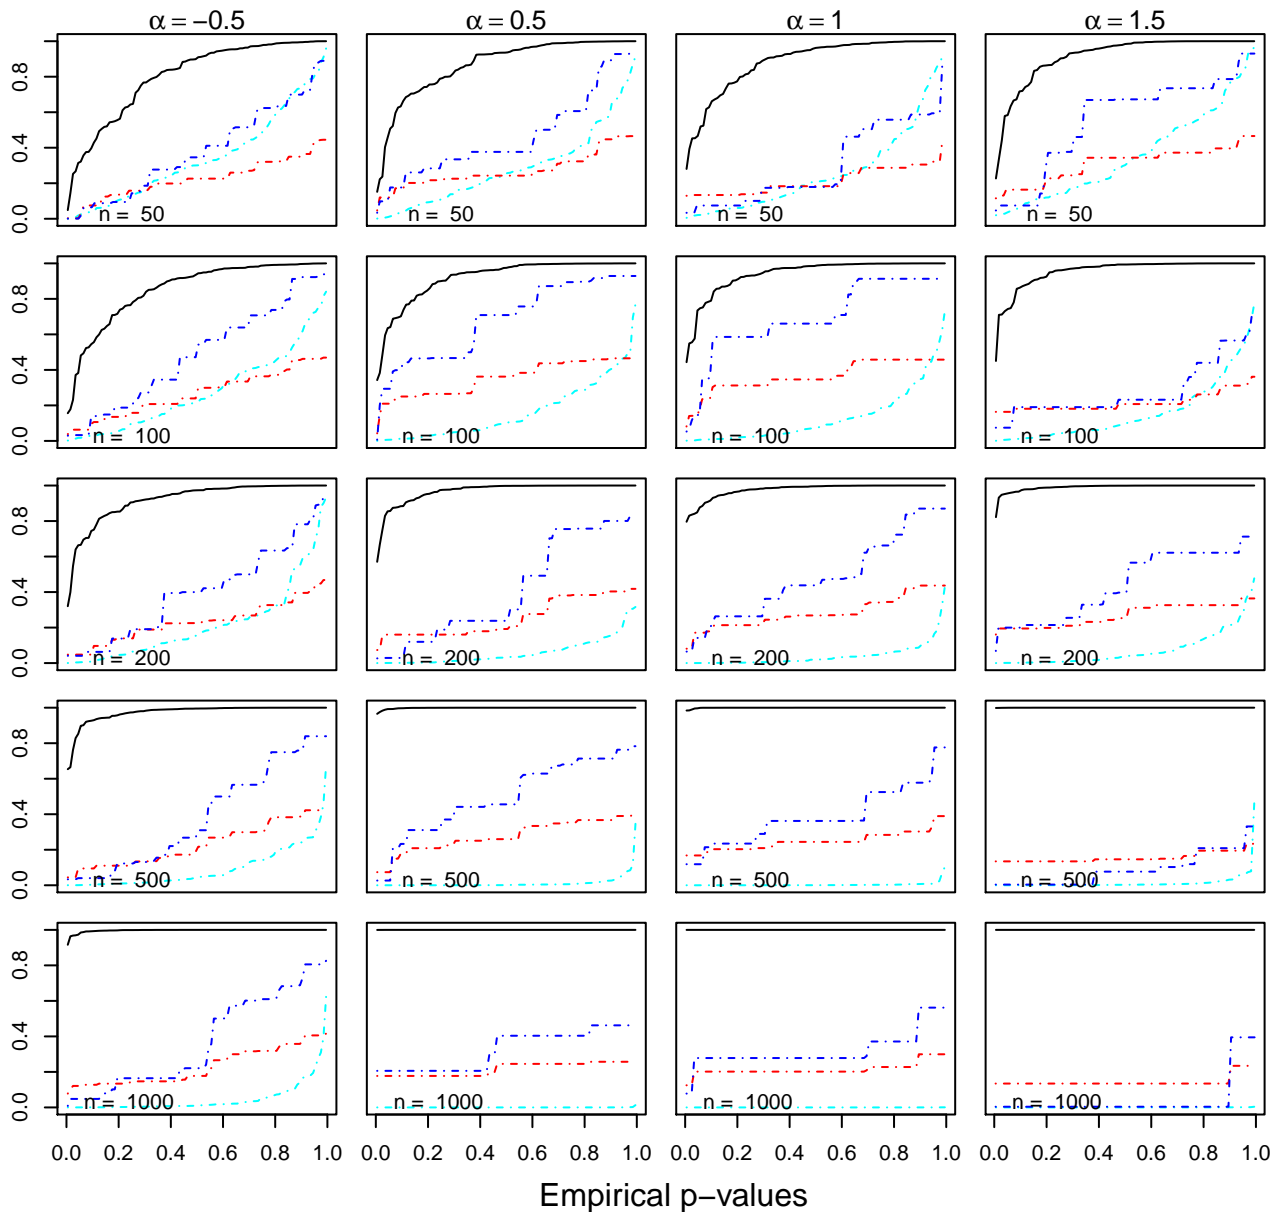 α = −0.5 α = 0.5 α = 1 α = 1.5
0.0 0.4 0.8
n = 50 n = 50 n = 50 n = 50
0.0 0.4 0.8
n = 100 n = 100 n = 100 n = 100
0.0 0.4 0.8
n = 200 n = 200 n = 200 n = 200
0.0 0.4 0.8
n = 500 n = 500 n = 500 n = 500
0.0 0.4 0.8
n = 1000 n = 1000 n = 1000 n = 1000
0.0 0.2 0.4 0.6 0.8 1.0 0.0 0.2 0.4 0.6 0.8 1.0 0.0 0.2 0.4 0.6 0.8 1.0 0.0 0.2 0.4 0.6 0.8 1.0
Empirical p−values